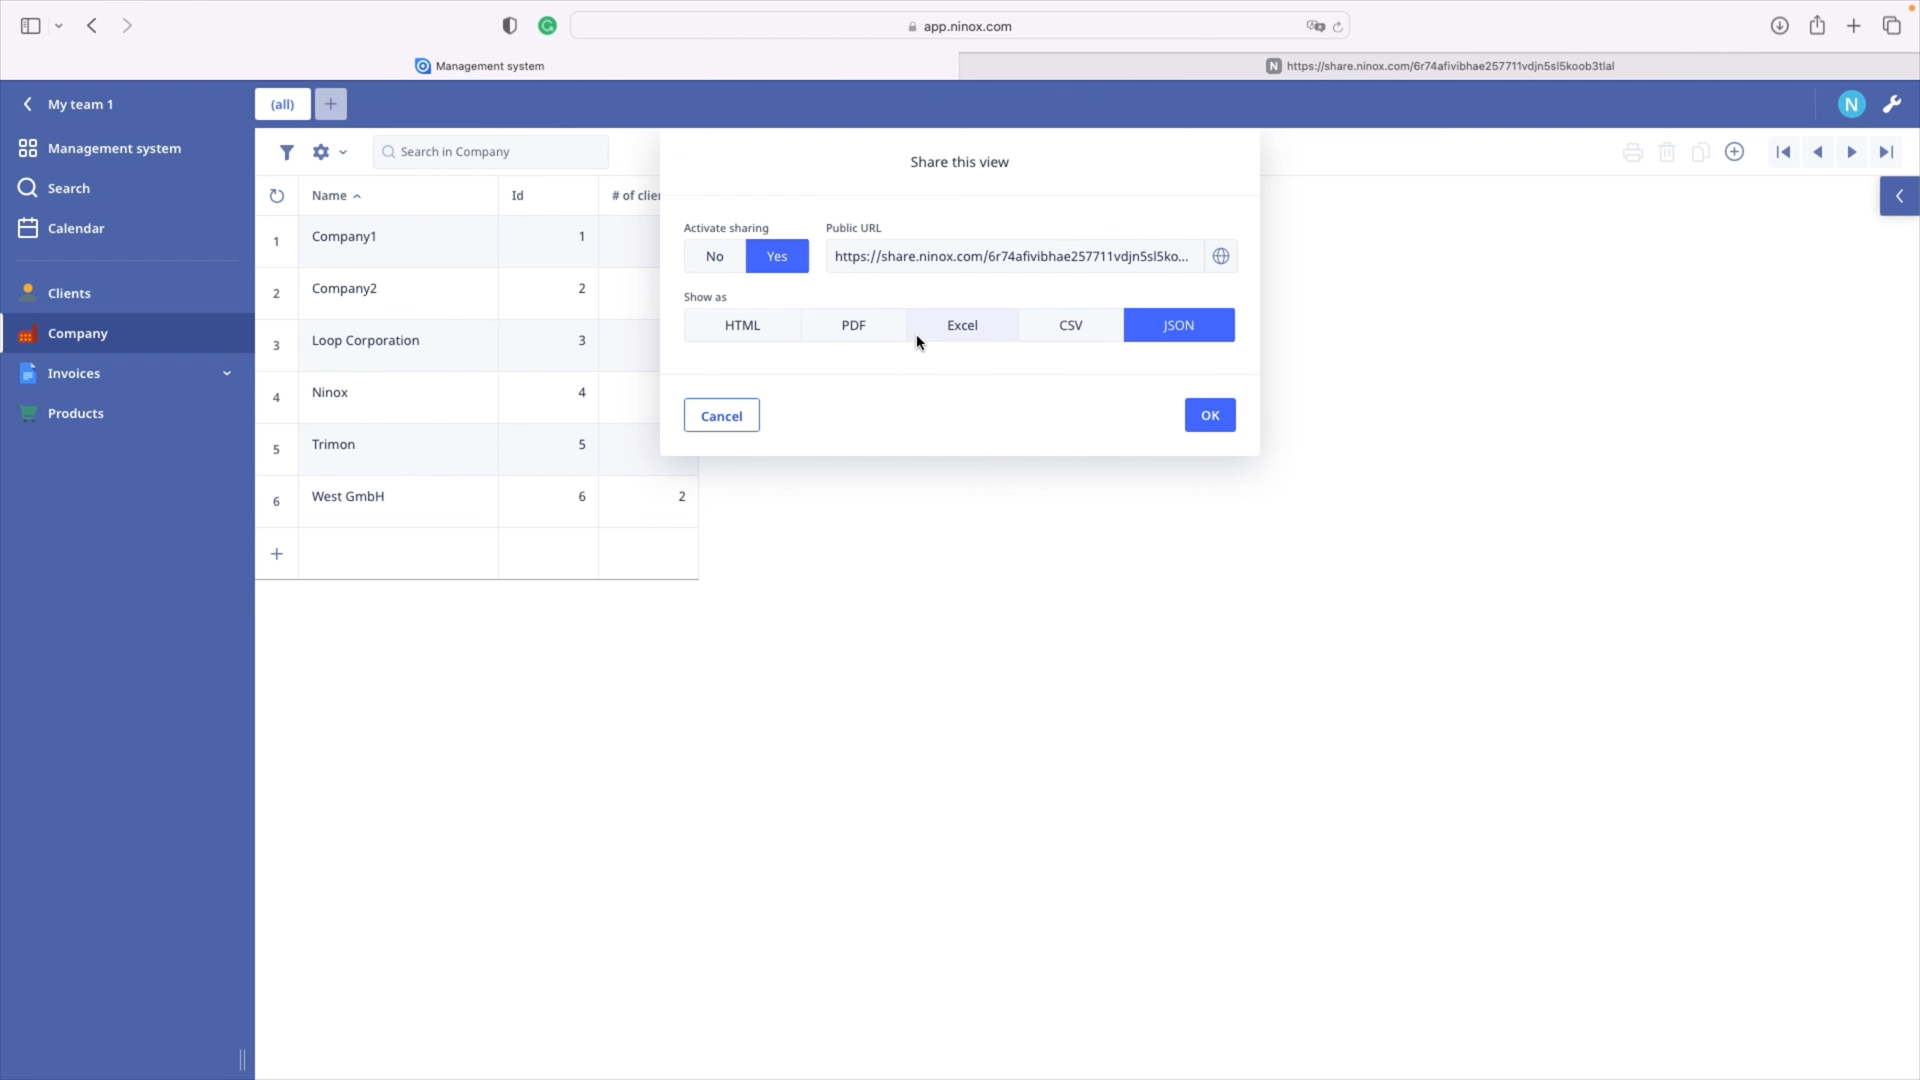 app.ninox.com
Management system
https://share.ninox.com/6r74afivibhae257711vdjn5sl5koob3tlal
My team 1
(all)
N
Management system
Search in Company
Share this view
Search
Name
Id
# of clien
Calendar
Activate sharing
Public URL
1
Company1
1
No
Yes
https://share.ninox.com/6r74afivibhae257711vdjn5sl5ko...
2
Company2
2
Clients
Show as
HTML
PDF
Excel
CSV
JSON
Company
3
Loop Corporation
3
Invoices
4
Ninox
4
Products
Cancel
OK
5
Trimon
5
6
West GmbH
6
2